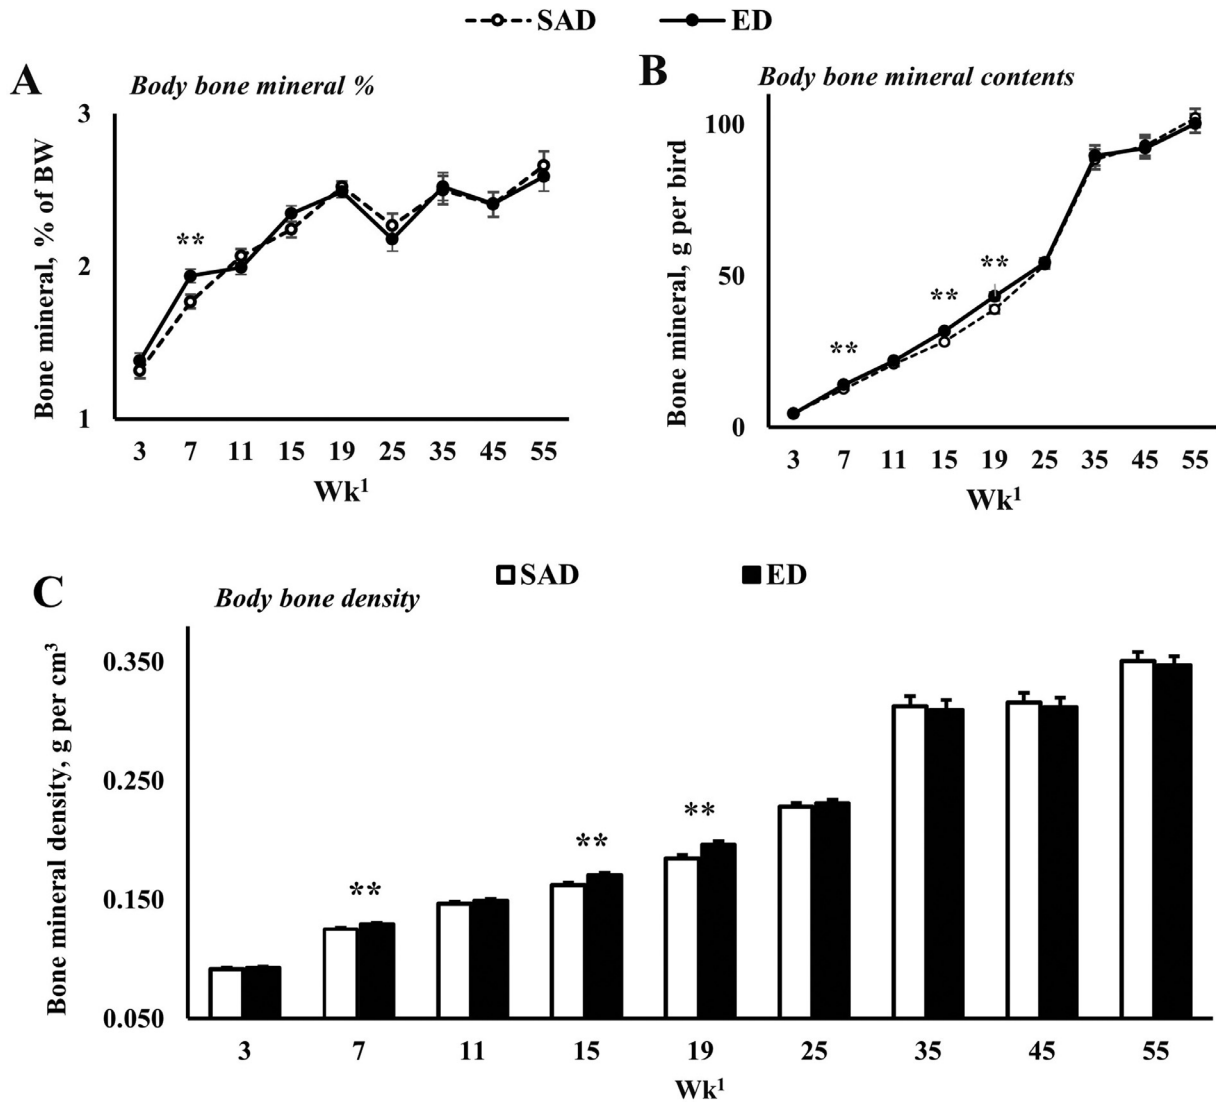 SAD ED
A
Body bone mineral %
Bone mineral, % of BW
3
2
1
**
3 7 11 15 19 25 35 45 55
Wk¹
B
Body bone mineral contents
Bone mineral, g per bird
100
50
0
**
**
**
3 7 11 15 19 25 35 45 55
Wk¹
C
Body bone density
SAD ED
Bone mineral density, g per cm³
0.350
0.250
0.150
0.050
**
**
**
3 7 11 15 19 25 35 45 55
Wk¹